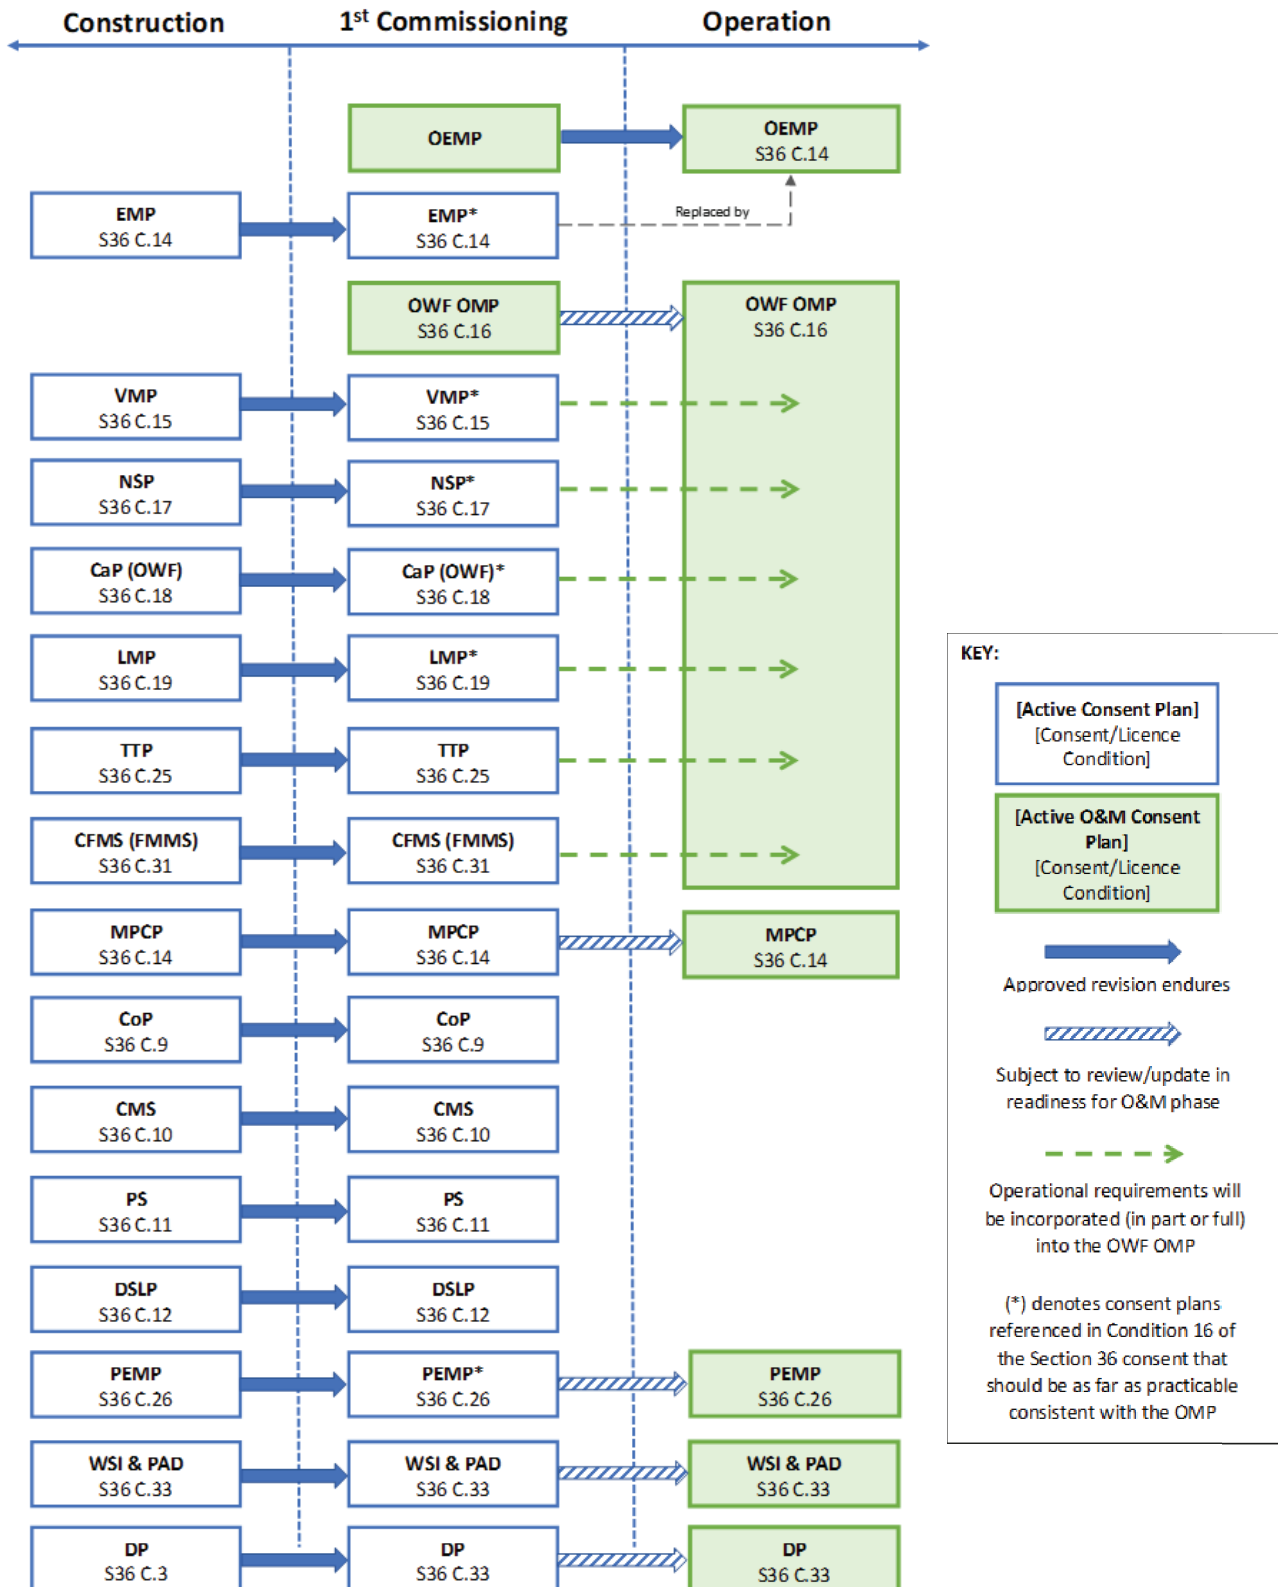 Construction
1st Commissioning
Operation
OEMP
OEMP
S36 C.14
EMP
S36 C.14
EMP*
S36 C.14
Replaced by
OWF OMP
S36 C.16
OWF OMP
S36 C.16
VMP
S36 C.15
VMP*
S36 C.15
NSP
S36 C.17
NSP*
S36 C.17
CaP (OWF)
S36 C.18
CaP (OWF)*
S36 C.18
LMP
S36 C.19
LMP*
S36 C.19
TTP
S36 C.25
TTP
S36 C.25
CFMS (FMMS)
S36 C.31
CFMS (FMMS)
S36 C.31
MPCP
S36 C.14
MPCP
S36 C.14
MPCP
S36 C.14
CoP
S36 C.9
CoP
S36 C.9
CMS
S36 C.10
CMS
S36 C.10
PS
S36 C.11
PS
S36 C.11
DSLP
S36 C.12
DSLP
S36 C.12
PEMP
S36 C.26
PEMP*
S36 C.26
PEMP
S36 C.26
WSI & PAD
S36 C.33
WSI & PAD
S36 C.33
WSI & PAD
S36 C.33
DP
S36 C.3
DP
S36 C.33
DP
S36 C.33
KEY:
[Active Consent Plan]
[Consent/Licence
Condition]
[Active O&M Consent
Plan]
[Consent/Licence
Condition]
Approved revision endures
Subject to review/update in
readiness for O&M phase
Operational requirements will
be incorporated (in part or full)
into the OWF OMP
(*) denotes consent plans
referenced in Condition 16 of
the Section 36 consent that
should be as far as practicable
consistent with the OMP